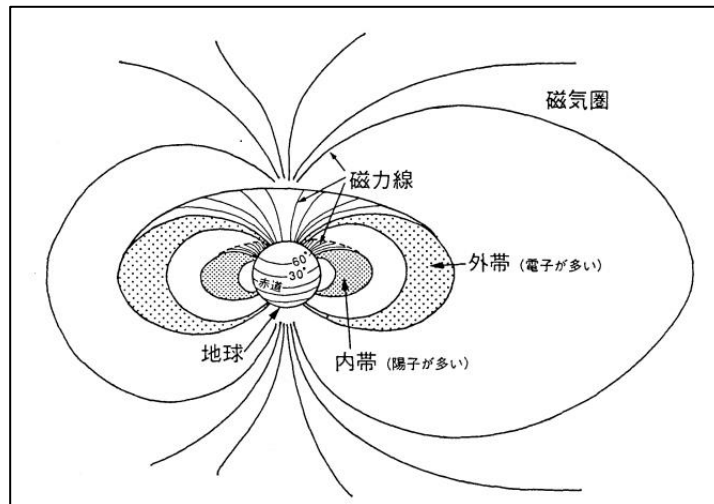 磁気圏
磁力線
60°
30°
赤道
外帯（電子が多い）
地球
内帯（陽子が多い）